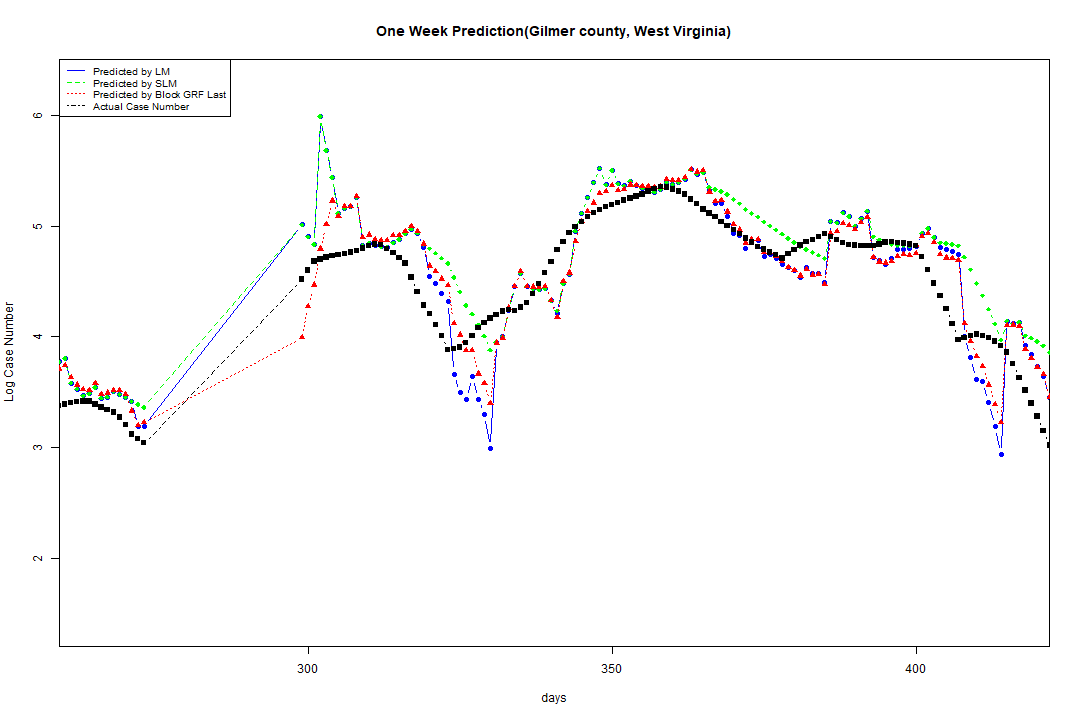 One Week Prediction(Gilmer county, West Virginia)
Predicted by LM
Predicted by SLM
Predicted by Block GRF Last
Actual Case Number
6
5
4
3
2
Log Case Number
300 350 400
days